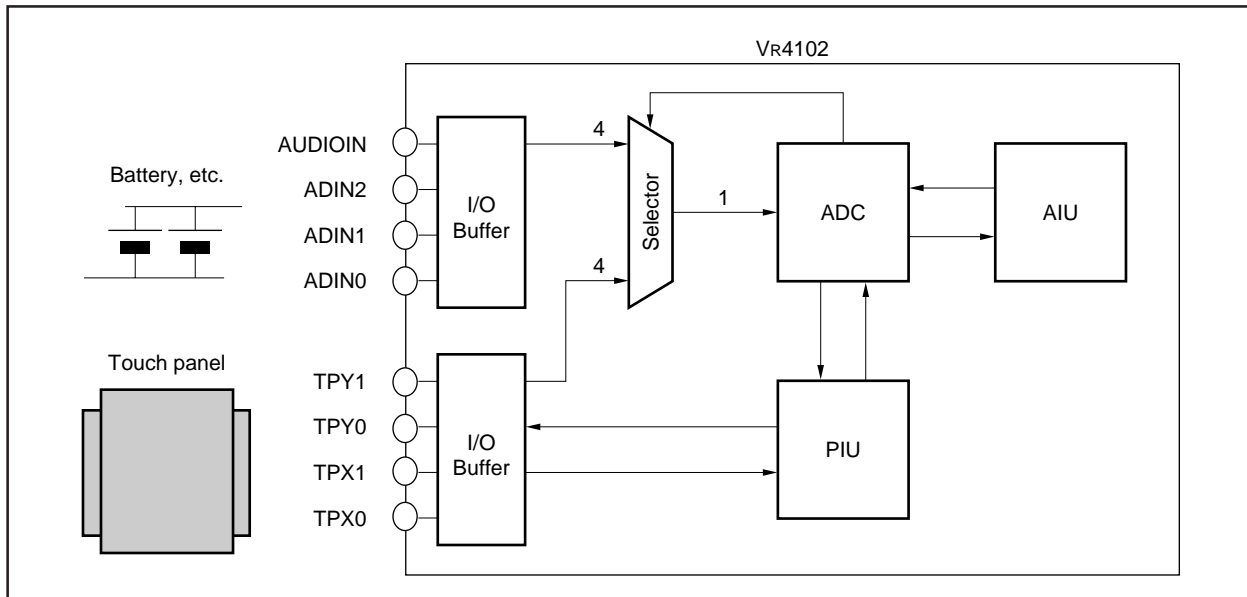 VR4102
AUDIOIN
ADIN2
ADIN1
ADIN0
Battery, etc.
I/O
Buffer
4
4
Selector
1
ADC
AIU
Touch panel
TPY1
TPY0
TPX1
TPX0
I/O
Buffer
PIU